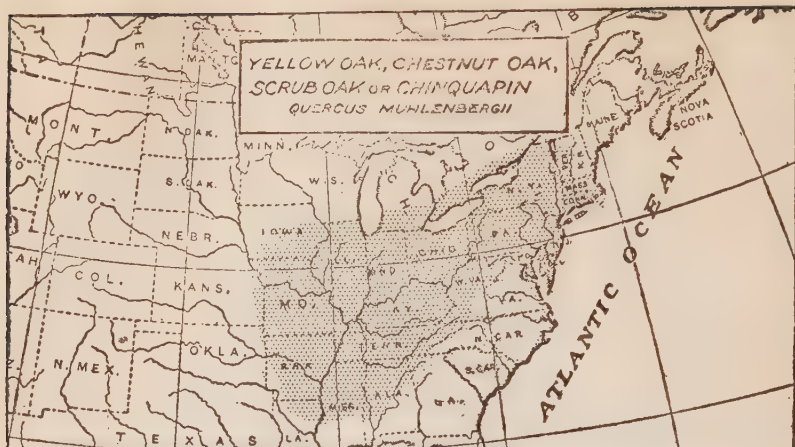 YELLOW OAK, CHESTNUT OAK,
SCRUB OAK OR CHINQUAPIN
QUERCUS MUHLENBERGII
MONT.
N. DAK.
MINN.
MAINE
NOVA
SCOTIA
S. DAK.
WIS.
WYO.
MASS
CONN.
NEBR.
IOWA
PA.
OHIO
IND
COL.
KANS.
MO.
W.VA
VA.
KY.
OKLA.
N. CAR
TENN.
ARK
N. MEX.
S. CAR
GA.
ALA.
MISS.
TEXAS
LA.
ATLANTIC OCEAN